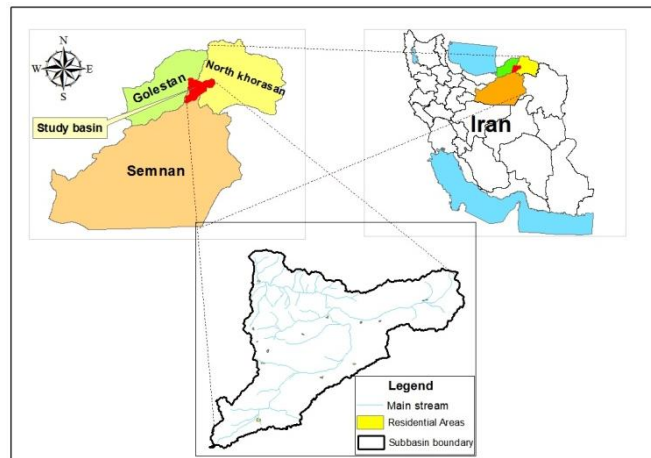 N
W E
S
Golestan
North khorasan
Study basin
Semnan
Iran
Legend
Main stream
Residential Areas
Subbasin boundary